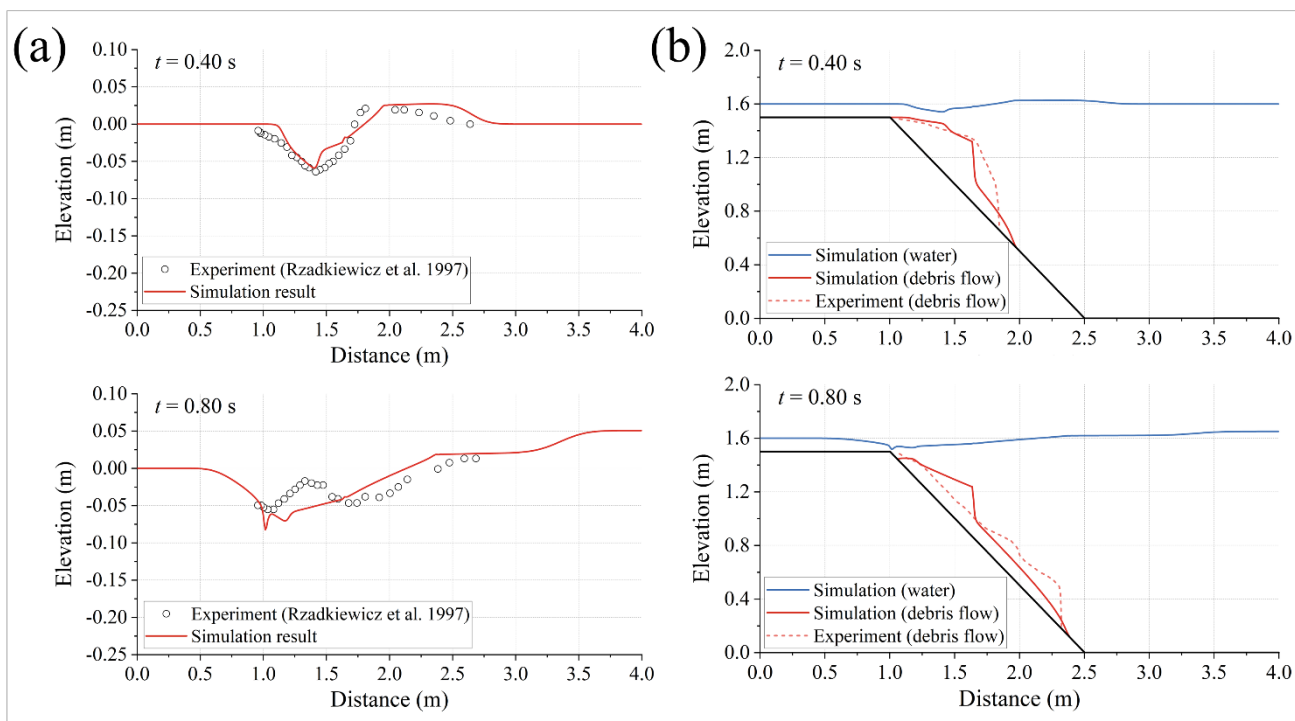 (a)
t = 0.40 s
0.10
0.05
0.00
-0.05
-0.10
-0.15
-0.20
-0.25
Elevation (m)
Experiment (Rzadkiewicz et al. 1997)
Simulation result
0.0 0.5 1.0 1.5 2.0 2.5 3.0 3.5 4.0
Distance (m)
t = 0.80 s
0.10
0.05
0.00
-0.05
-0.10
-0.15
-0.20
-0.25
Elevation (m)
Experiment (Rzadkiewicz et al. 1997)
Simulation result
0.0 0.5 1.0 1.5 2.0 2.5 3.0 3.5 4.0
Distance (m)
(b)
t = 0.40 s
2.0
1.6
1.2
0.8
0.4
0.0
Elevation (m)
Simulation (water)
Simulation (debris flow)
Experiment (debris flow)
0.0 0.5 1.0 1.5 2.0 2.5 3.0 3.5 4.0
Distance (m)
t = 0.80 s
2.0
1.6
1.2
0.8
0.4
0.0
Elevation (m)
Simulation (water)
Simulation (debris flow)
Experiment (debris flow)
0.0 0.5 1.0 1.5 2.0 2.5 3.0 3.5 4.0
Distance (m)